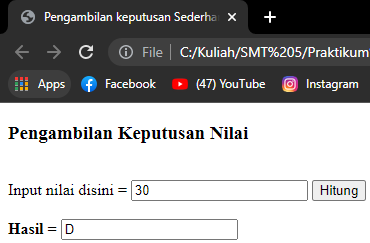 Pengambilan keputusan Sederha
File
C:/Kuliah/SMT%205/Praktikum
Apps
Facebook
(47) YouTube
Instagram
Pengambilan Keputusan Nilai
Input nilai disini = 30 Hitung
Hasil = D